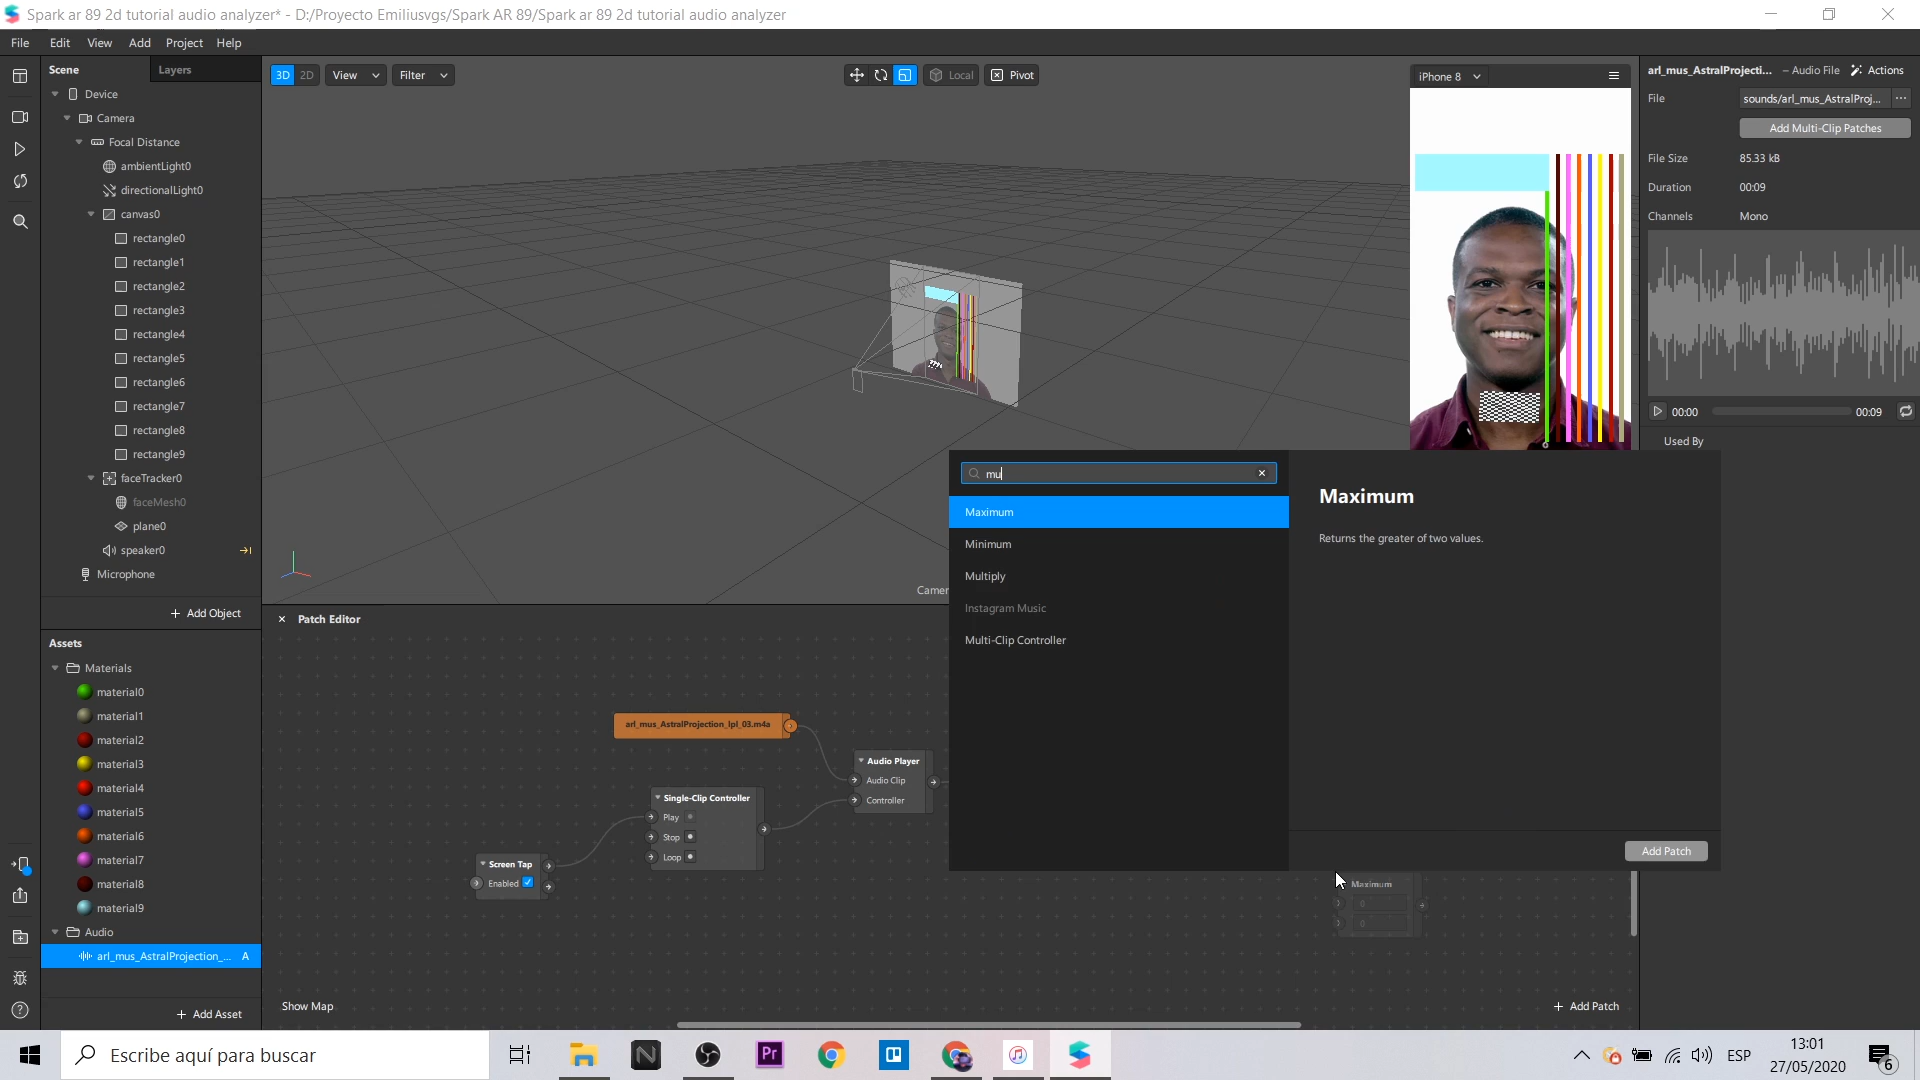 Spark ar 89 2d tutorial audio analyzer* - D:/Proyecto Emiliusvgs/Spark AR 89/Spark ar 89 2d tutorial audio analyzer
File Edit View Add Project Help
Scene Layers
Device
Camera
Focal Distance
ambientLight0
directionalLight0
canvas0
rectangle0
rectangle1
rectangle2
rectangle3
rectangle4
rectangle5
rectangle6
rectangle7
rectangle8
rectangle9
faceTracker0
faceMesh0
plane0
speaker0
Microphone
+ Add Object
Assets
Materials
material0
material1
material2
material3
material4
material5
material6
material7
material8
material9
Audio
arl_mus_AstralProjection_... A
+ Add Asset
3D 2D View Filter Local Pivot
iPhone 8
Camer
arl_mus_AstralProjecti... – Audio File Actions
File sounds/arl_mus_AstralProj... ...
Add Multi-Clip Patches
File Size 85.33 kB
Duration 00:09
Channels Mono
00:00 00:09
Used By
× Patch Editor
arl_mus_AstralProjection_lpl_03.m4a
Audio Player
Audio Clip
Controller
Single-Clip Controller
Play
Stop
Loop
Screen Tap
Enabled
Show Map
mu
Maximum
Minimum
Multiply
Instagram Music
Multi-Clip Controller
Maximum
Returns the greater of two values.
Add Patch
Maximum
0
0
+ Add Patch
Escribe aquí para buscar
N
Pr
ESP
13:01
27/05/2020
6